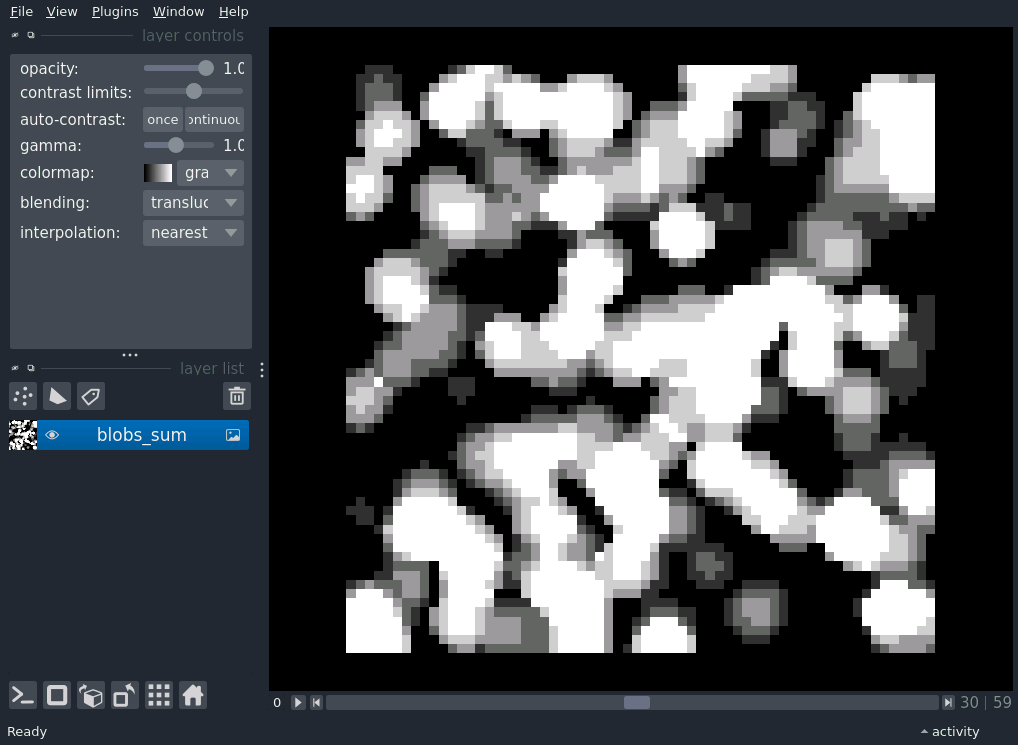 File View Plugins Window Help
layer controls
opacity: 1.0
contrast limits:
auto-contrast: once ontinuou
gamma: 1.0
colormap: gra
blending: transluc
interpolation: nearest
layer list
blobs_sum
0 30 | 59
Ready activity